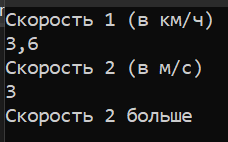 Скорость 1 (в км/ч)
3,6
Скорость 2 (в м/с)
3
Скорость 2 больше